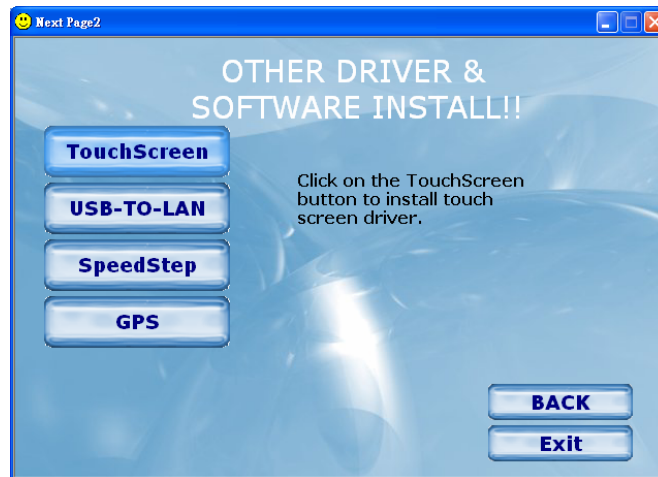 Next Page2
OTHER DRIVER &
SOFTWARE INSTALL!!
TouchScreen
USB-TO-LAN
SpeedStep
GPS
Click on the TouchScreen
button to install touch
screen driver.
BACK
Exit